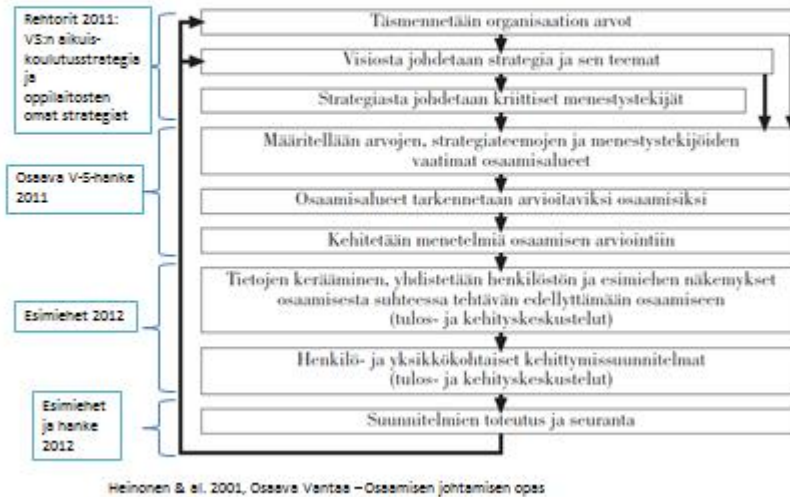 Rehtorit 2011:
VS:n aikuis-
koulutusstrategia
ja
oppilaitosten
omat strategiat
Täsmennetään organisaation arvot
Visiosta johdetaan strategia ja sen teemat
Strategiasta johdetaan kriittiset menestystekijät
Osaava V-S-hanke
2011
Määritellään arvojen, strategiateemojen ja menestystekijöiden
vaatimat osaamisalueet
Osaamisalueet tarkennetaan arvioitaviksi osaamisiksi
Kehitetään menetelmiä osaamisen arviointiin
Esimiehet 2012
Tietojen kerääminen, yhdistetään henkilöstön ja esimiehen näkemykset
osaamisesta suhteessa tehtävän edellyttämään osaamiseen
(tulos- ja kehityskeskustelut)
Henkilö- ja yksikkökohtaiset kehittymissuunnitelmat
(tulos- ja kehityskeskustelut)
Esimiehet
ja hanke
2012
Suunnitelmien toteutus ja seuranta
Heinonen & al. 2001, Osaava Vantaa – Osaamisen johtamisen opas